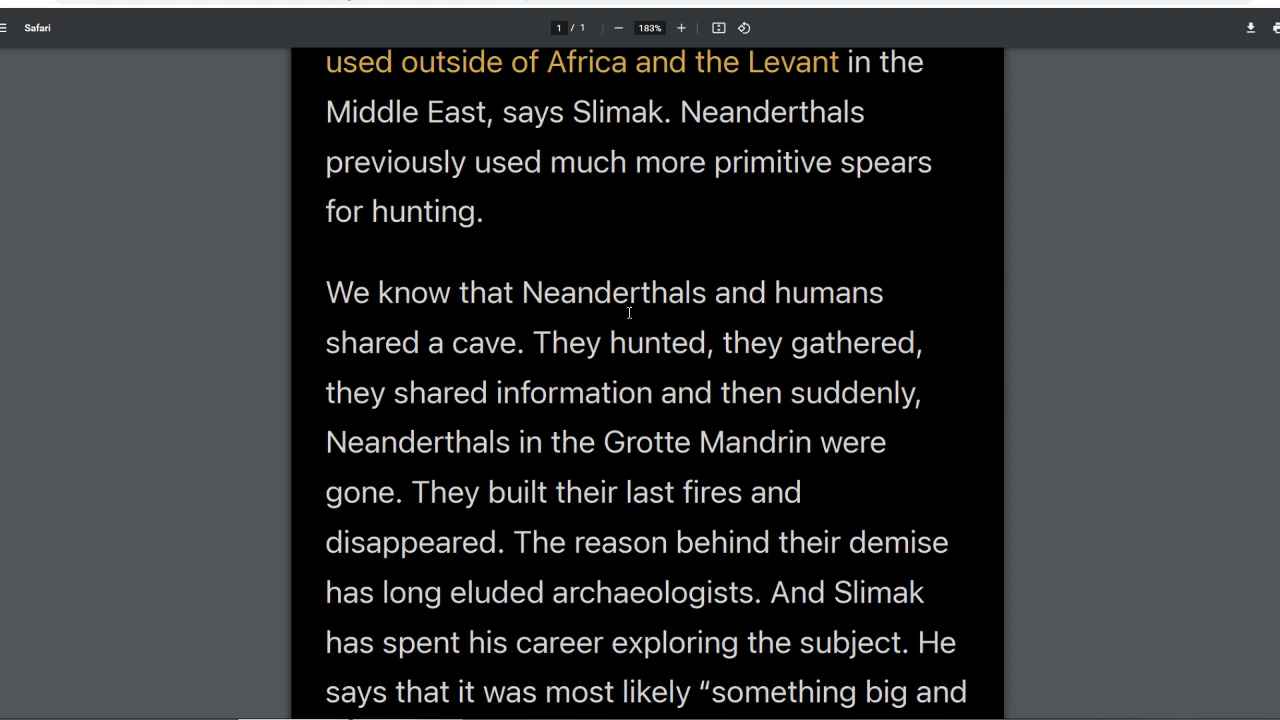 Safari
1 / 1
183%
used outside of Africa and the Levant in the
Middle East, says Slimak. Neanderthals
previously used much more primitive spears
for hunting.
We know that Neanderthals and humans
shared a cave. They hunted, they gathered,
they shared information and then suddenly,
Neanderthals in the Grotte Mandrin were
gone. They built their last fires and
disappeared. The reason behind their demise
has long eluded archaeologists. And Slimak
has spent his career exploring the subject. He
says that it was most likely “something big and